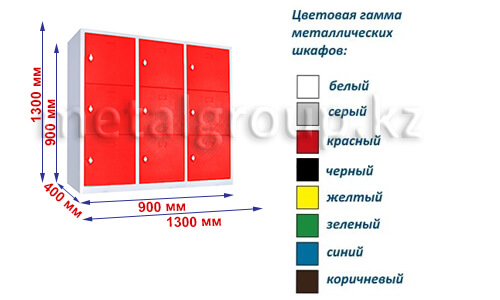 Цветовая гамма
металлических
шкафов:
1300 мм
900 мм
400 мм
900 мм
1300 мм
metalgroup.kz
белый
серый
красный
черный
желтый
зеленый
синий
коричневый